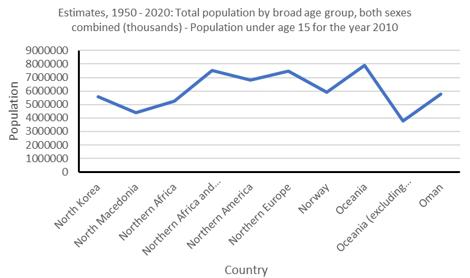 Estimates, 1950 - 2020: Total population by broad age group, both sexes
combined (thousands) - Population under age 15 for the year 2010
9000000
8000000
7000000
6000000
5000000
4000000
3000000
2000000
1000000
0
Population
North Korea
North Macedonia
Northern Africa
Northern Africa and...
Northern America
Northern Europe
Norway
Oceania
Oceania (excluding...
Oman
Country